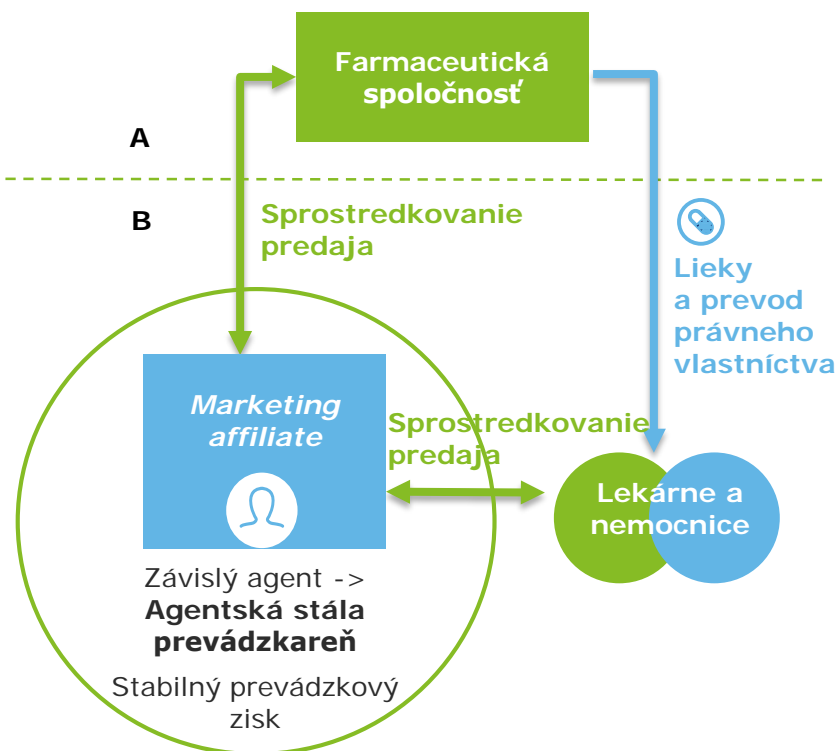 Farmaceutická
spoločnosť
A
B
Sprostredkovanie
predaja
Lieky
a prevod
právneho
vlastníctva
Marketing
affiliate
Sprostredkovanie
predaja
Lekárne a
nemocnice
Závislý agent ->
Agentská stála
prevádzkareň
Stabilný prevádzkový
zisk